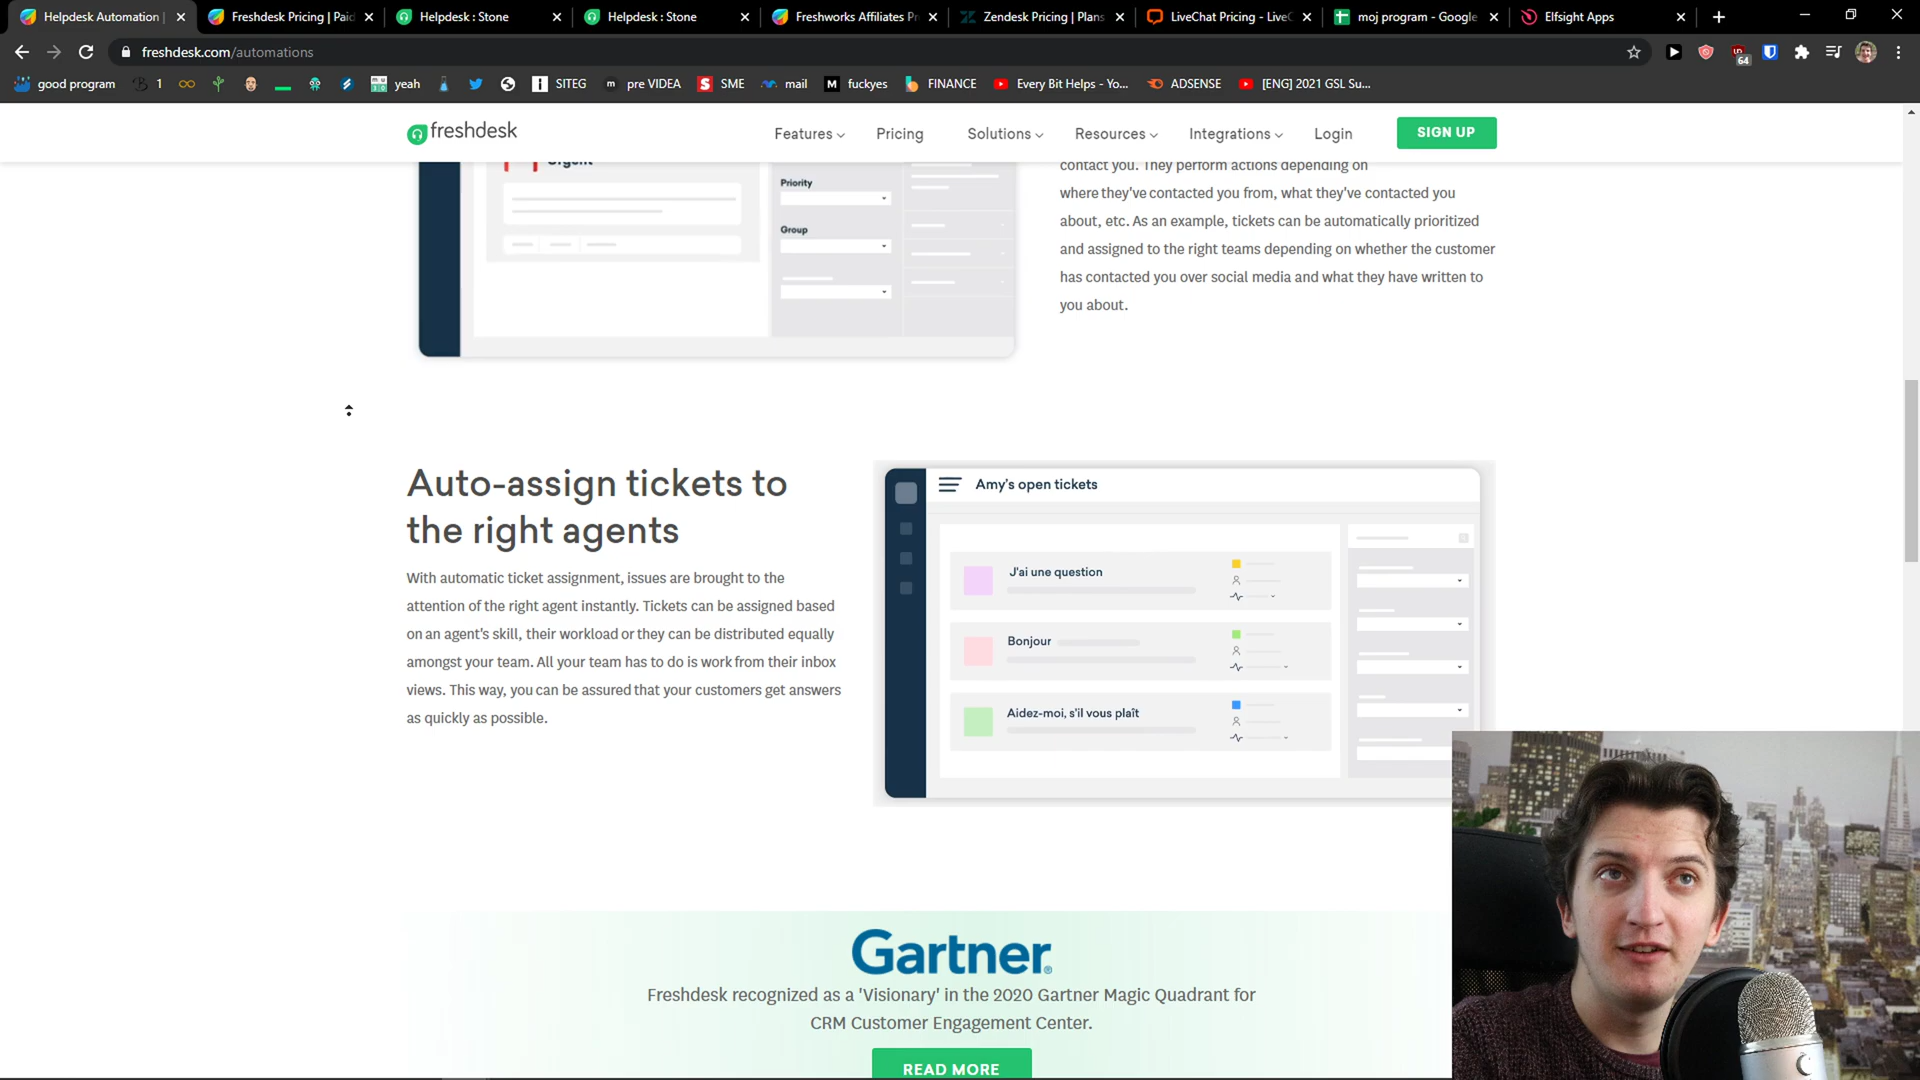 Helpdesk Automation |
Freshdesk Pricing | Paid
Helpdesk : Stone
Helpdesk : Stone
Freshworks Affiliates Pr
Zendesk Pricing | Plans
LiveChat Pricing - LiveC
moj program - Google
Elfsight Apps
freshdesk.com/automations
64
good program
1
yeah
SITEG
pre VIDEA
SME
mail
fuckyes
FINANCE
Every Bit Helps - Yo...
ADSENSE
[ENG] 2021 GSL Su...
freshdesk
Features
Pricing
Solutions
Resources
Integrations
Login
SIGN UP
Urgent
Priority
Group
contact you. They perform actions depending on
where they've contacted you from, what they've contacted you
about, etc. As an example, tickets can be automatically prioritized
and assigned to the right teams depending on whether the customer
has contacted you over social media and what they have written to
you about.
Auto-assign tickets to
the right agents
With automatic ticket assignment, issues are brought to the
attention of the right agent instantly. Tickets can be assigned based
on an agent's skill, their workload or they can be distributed equally
amongst your team. All your team has to do is work from their inbox
views. This way, you can be assured that your customers get answers
as quickly as possible.
Amy's open tickets
J'ai une question
Bonjour
Aidez-moi, s'il vous plaît
Gartner®
Freshdesk recognized as a 'Visionary' in the 2020 Gartner Magic Quadrant for
CRM Customer Engagement Center.
READ MORE